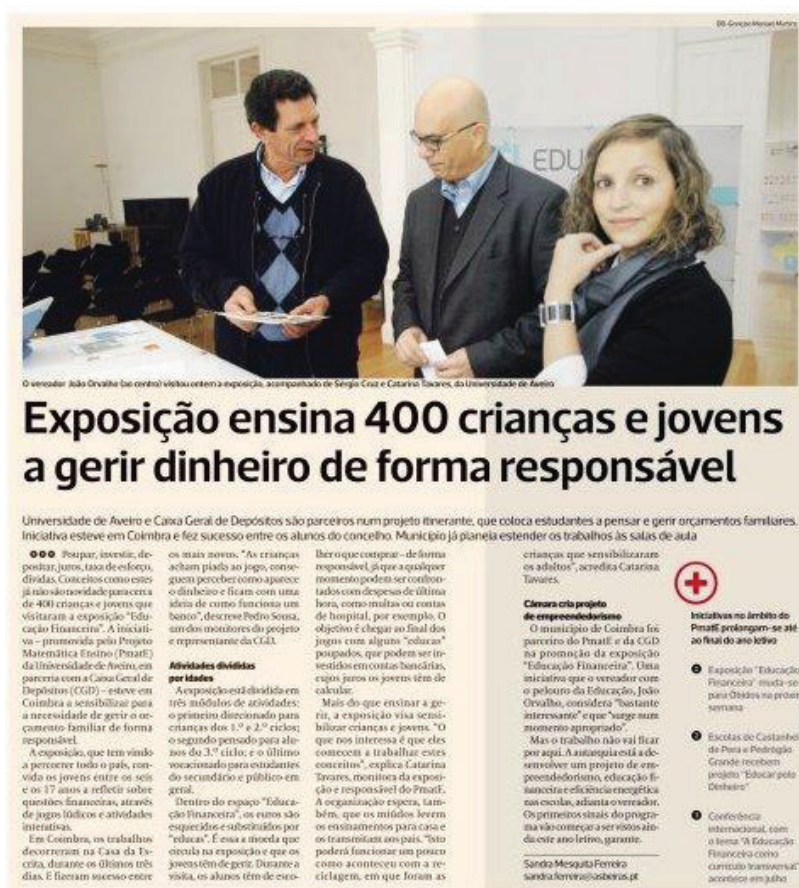 DB-Gonçalo Manuel Martins
EDU
O vereador João Orvalho (ao centro) visitou ontem a exposição, acompanhado de Sérgio Cruz e Catarina Tavares, da Universidade de Aveiro
Exposição ensina 400 crianças e jovens
a gerir dinheiro de forma responsável
Universidade de Aveiro e Caixa Geral de Depósitos são parceiros num projeto itinerante, que coloca estudantes a pensar e gerir orçamentos familiares.
Iniciativa esteve em Coimbra e fez sucesso entre os alunos do concelho. Município já planeia estender os trabalhos às salas de aula
Poupar, investir, de-
positar, juros, taxa de esforço,
dívidas. Conceitos como estes
já não são novidade para cerca
de 400 crianças e jovens que
visitaram a exposição "Edu-
cação Financeira". A iniciati-
va – promovida pelo Projeto
Matemática Ensino (PmatE)
da Universidade de Aveiro, em
parceria com a Caixa Geral de
Depósitos (CGD) – esteve em
Coimbra a sensibilizar para
a necessidade de gerir o or-
çamento familiar de forma
responsável.
A exposição, que tem vindo
a percorrer todo o país, con-
vida os jovens entre os seis
e os 17 anos a refletir sobre
questões financeiras, através
de jogos lúdicos e atividades
interativas.
Em Coimbra, os trabalhos
decorreram na Casa da Es-
crita, durante os últimos três
dias. E fizeram sucesso entre
os mais novos. "As crianças
acham piada ao jogo, conse-
guem perceber como aparece
o dinheiro e ficam com uma
ideia de como funciona um
banco", descreve Pedro Sousa,
um dos monitores do projeto
e representante da CGD.
Atividades divididas
por idades
A exposição está dividida em
três módulos de atividades:
o primeiro direcionado para
crianças dos 1.º e 2.º ciclos;
o segundo pensado para alu-
nos do 3.º ciclo; e o último
vocacionado para estudantes
do secundário e público em
geral.
Dentro do espaço "Educa-
ção Financeira", os euros são
esquecidos e substituídos por
"educas". É essa a moeda que
circula na exposição e que os
jovens têm de gerir. Durante a
visita, os alunos têm de esco-
lher o que comprar – de forma
responsável, já que a qualquer
momento podem ser confron-
tados com despesas de última
hora, como multas ou contas
de hospital, por exemplo. O
objetivo é chegar ao final dos
jogos com alguns "educas"
poupados, que podem ser in-
vestidos em contas bancárias,
cujos juros os jovens têm de
calcular.
Mais do que ensinar a ge-
rir, a exposição visa sensi-
bilizar crianças e jovens. "O
que nos interessa é que eles
comecem a trabalhar estes
conceitos", explica Catarina
Tavares, monitora da exposi-
ção e responsável do PmatE.
A organização espera, tam-
bém, que os miúdos levem
os ensinamentos para casa e
os transmitam aos pais. "Isto
poderá funcionar um pouco
como aconteceu com a re-
ciclagem, em que foram as
crianças que sensibilizaram
os adultos", acredita Catarina
Tavares.
Câmara cria projeto
de empreendedorismo
O município de Coimbra foi
parceiro do PmatE e da CGD
na promoção da exposição
"Educação Financeira". Uma
iniciativa que o vereador com
o pelouro da Educação, João
Orvalho, considera "bastante
interessante" e que "surge num
momento apropriado".
Mas o trabalho não vai ficar
por aqui. A autarquia está a de-
senvolver um projeto de em-
preendedorismo, educação fi-
nanceira e eficiência energética
nas escolas, adianta o vereador.
Os primeiros sinais do progra-
ma vão começar a ser vistos ain-
da este ano letivo, garante.
Sandra Mesquita Ferreira
sandra.ferreira@asbeiras.pt
Iniciativas no âmbito do
PmatE prolongam-se até
ao final do ano letivo
1 Exposição "Educação
Financeira" muda-se
para Óbidos na próxim
semana
2 Escolas de Castanhei
de Pera e Pedrógão
Grande recebem
projeto "Educar pelo
Dinheiro"
3 Conferência
internacional, com
o tema "A Educação
Financeira como
currículo transversal"
acontece em julho